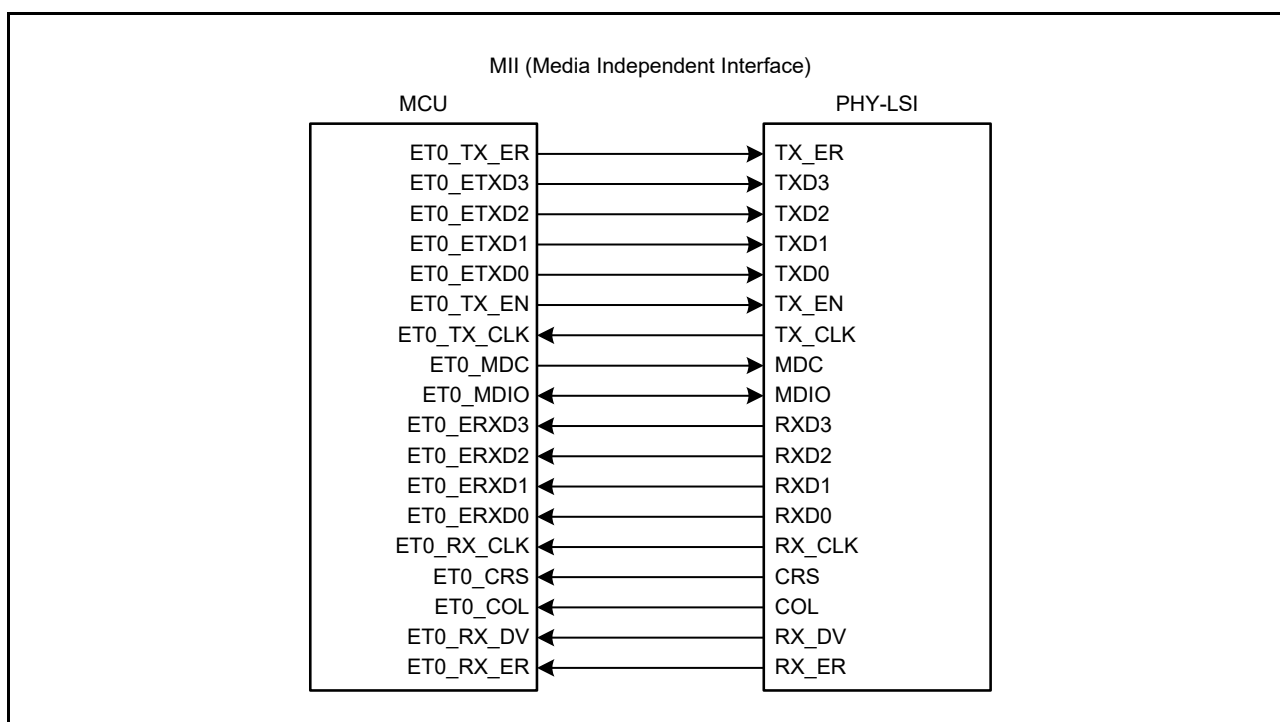 MII (Media Independent Interface)
MCU PHY-LSI
ET0_TX_ER TX_ER
ET0_ETXD3 TXD3
ET0_ETXD2 TXD2
ET0_ETXD1 TXD1
ET0_ETXD0 TXD0
ET0_TX_EN TX_EN
ET0_TX_CLK TX_CLK
ET0_MDC MDC
ET0_MDIO MDIO
ET0_ERXD3 RXD3
ET0_ERXD2 RXD2
ET0_ERXD1 RXD1
ET0_ERXD0 RXD0
ET0_RX_CLK RX_CLK
ET0_CRS CRS
ET0_COL COL
ET0_RX_DV RX_DV
ET0_RX_ER RX_ER